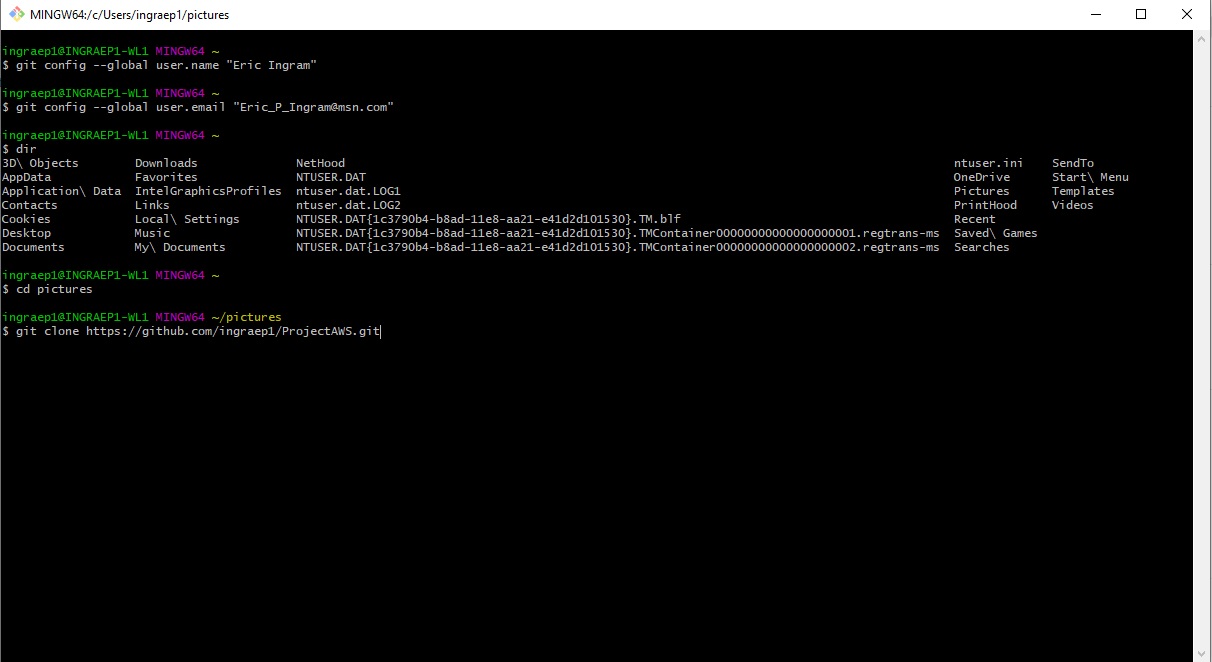 MINGW64:/c/Users/ingraep1/pictures
ingraep1@INGRAEP1-WL1 MINGW64 ~
$ git config --global user.name "Eric Ingram"
ingraep1@INGRAEP1-WL1 MINGW64 ~
$ git config --global user.email "Eric_P_Ingram@msn.com"
ingraep1@INGRAEP1-WL1 MINGW64 ~
$ dir
3D\ Objects Downloads NetHood ntuser.ini SendTo
AppData Favorites NTUSER.DAT OneDrive Start\ Menu
Application\ Data IntelGraphicsProfiles ntuser.dat.LOG1 Pictures Templates
Contacts Links ntuser.dat.LOG2 PrintHood Videos
Cookies Local\ Settings NTUSER.DAT{1c3790b4-b8ad-11e8-aa21-e41d2d101530}.TM.blf Recent
Desktop Music NTUSER.DAT{1c3790b4-b8ad-11e8-aa21-e41d2d101530}.TMContainer00000000000000000001.regtrans-ms Saved\ Games
Documents My\ Documents NTUSER.DAT{1c3790b4-b8ad-11e8-aa21-e41d2d101530}.TMContainer00000000000000000002.regtrans-ms Searches
ingraep1@INGRAEP1-WL1 MINGW64 ~
$ cd pictures
ingraep1@INGRAEP1-WL1 MINGW64 ~/pictures
$ git clone https://github.com/ingraep1/ProjectAWS.git